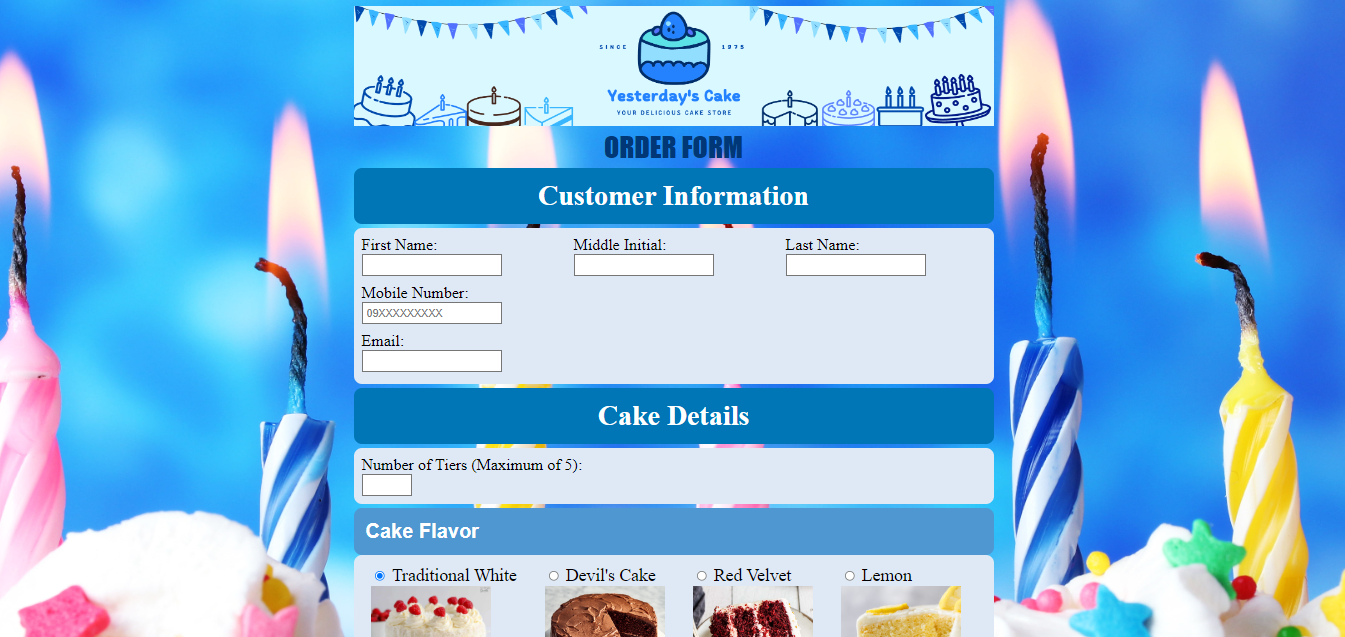 SINCE 1975
Yesterday's Cake
YOUR DELICIOUS CAKE STORE
ORDER FORM
Customer Information
First Name: Middle Initial: Last Name:
Mobile Number:
09XXXXXXXXX
Email:
Cake Details
Number of Tiers (Maximum of 5):
Cake Flavor
Traditional White Devil's Cake Red Velvet Lemon